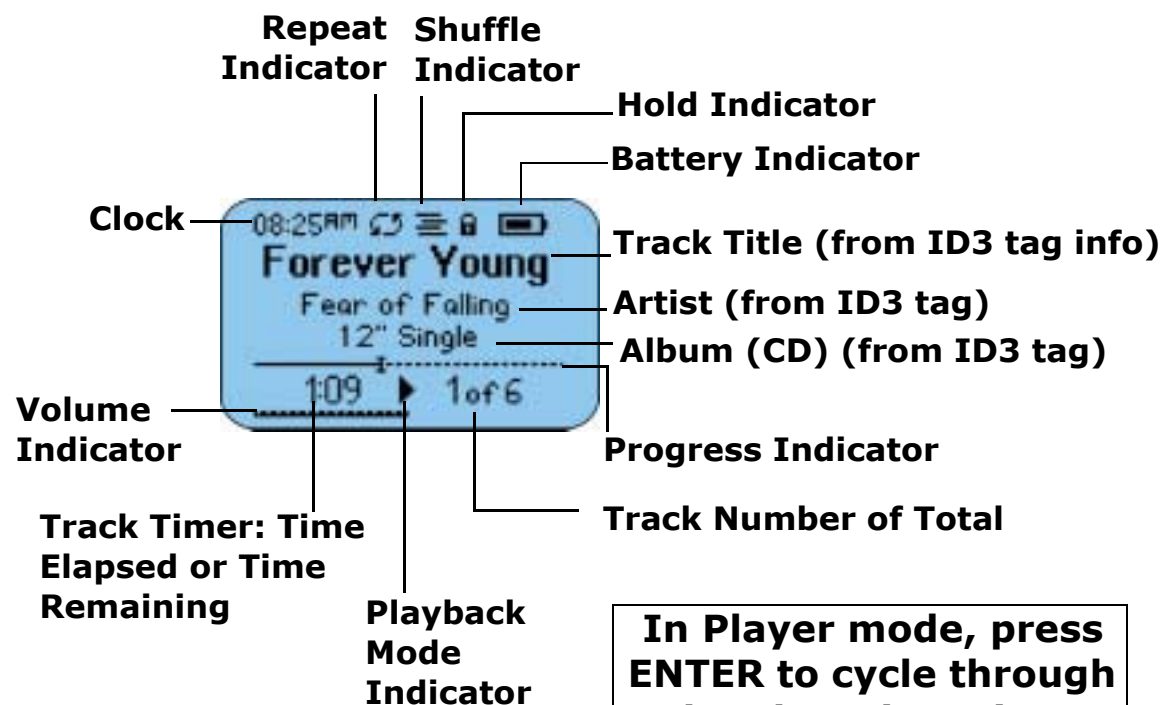 Repeat
Indicator
Shuffle
Indicator
Hold Indicator
Battery Indicator
Clock
08:25AM
Forever Young
Fear of Falling
12" Single
1:09
1 of 6
Track Title (from ID3 tag info)
Artist (from ID3 tag)
Album (CD) (from ID3 tag)
Volume
Indicator
Progress Indicator
Track Number of Total
Track Timer: Time
Elapsed or Time
Remaining
Playback
Mode
Indicator
In Player mode, press
ENTER to cycle through